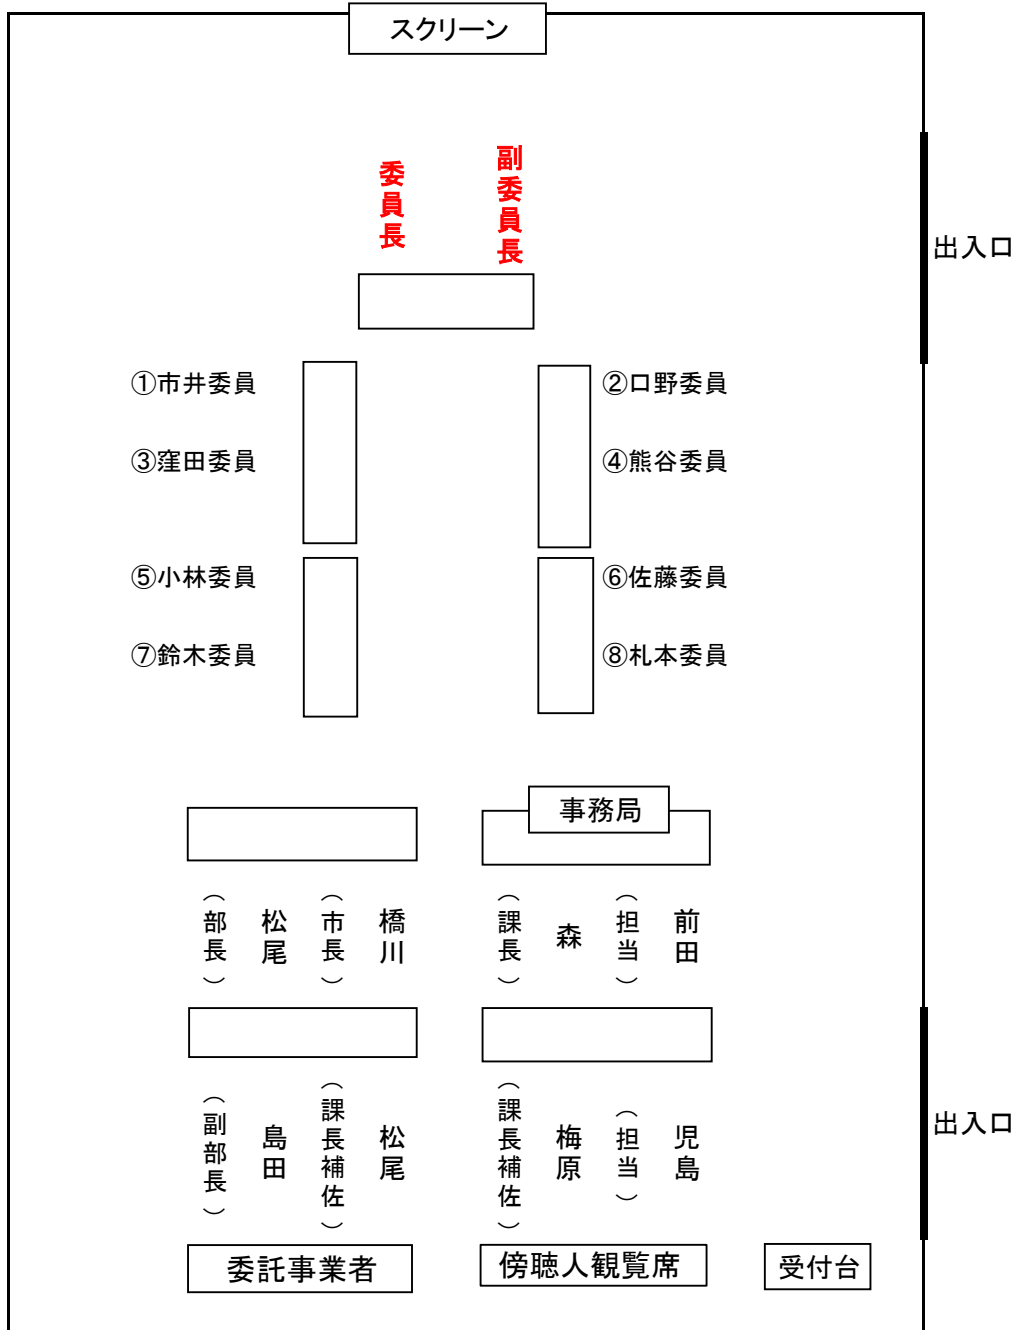 スクリーン
委員長
副委員長
出入口
①市井委員
②口野委員
③窪田委員
④熊谷委員
⑤小林委員
⑥佐藤委員
⑦鈴木委員
⑧札本委員
事務局
（部長）
松尾
（市長）
橋川
（課長）
森
（担当）
前田
（副部長）
島田
（課長補佐）
松尾
（課長補佐）
梅原
（担当）
児島
出入口
委託事業者
傍聴人観覧席
受付台